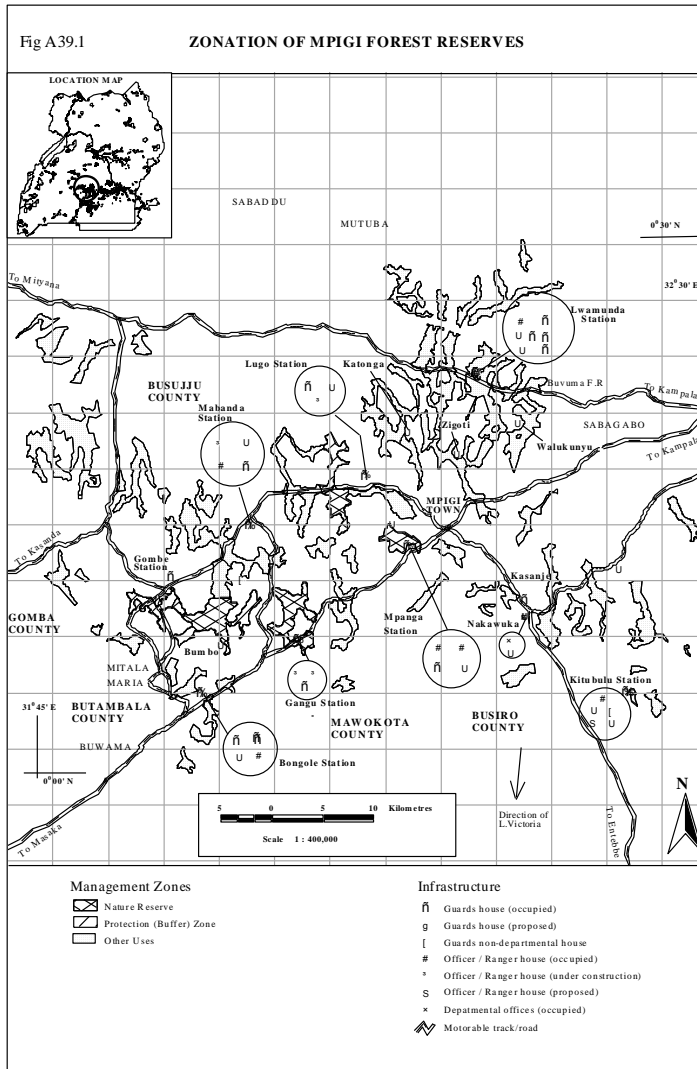 Fig A39.1
ZONATION OF MPIGI FOREST RESERVES
LOCATION MAP
SABADDU
MUTUBA
0° 30' N
To Mityana
32° 30' E
Lwamunda
Station
# ñ
U ñ ñ
U ñ
Lugo Station
Katonga
ñ U
³
BUSUJJU
COUNTY
Buvuma F.R
To Kampala
Mabanda
Station
³ U
# ñ
Zigoti
U
SABAGABO
Walukunyu
To Kampala
MPIGI
TOWN
To Kasanda
Gombe
Station
ñ
Kasanje
U
GOMBA
COUNTY
Mpanga
Station
# #
ñ U
Nakawuka
×
U
Bumbo
MITALA
MARIA
Kitubulu Station
#
U [
S U
³ ³
ñ
Gangu Station
31° 45' E
BUTAMBALA
COUNTY
MAWOKOTA
COUNTY
BUSIRO
COUNTY
BUWAMA
ñ ñ
U #
Bongole Station
0° 00' N
N
5 0 5 10 Kilometres
Scale 1 : 400,000
Direction of
L.Victoria
To Masaka
To Entebbe
Management Zones
Nature Reserve
Protection (Buffer) Zone
Other Uses
Infrastructure
ñ Guards house (occupied)
g Guards house (proposed)
[ Guards non-departmental house
# Officer / Ranger house (occupied)
³ Officer / Ranger house (under construction)
S Officer / Ranger house (proposed)
× Depatmental offices (occupied)
Motorable track/road